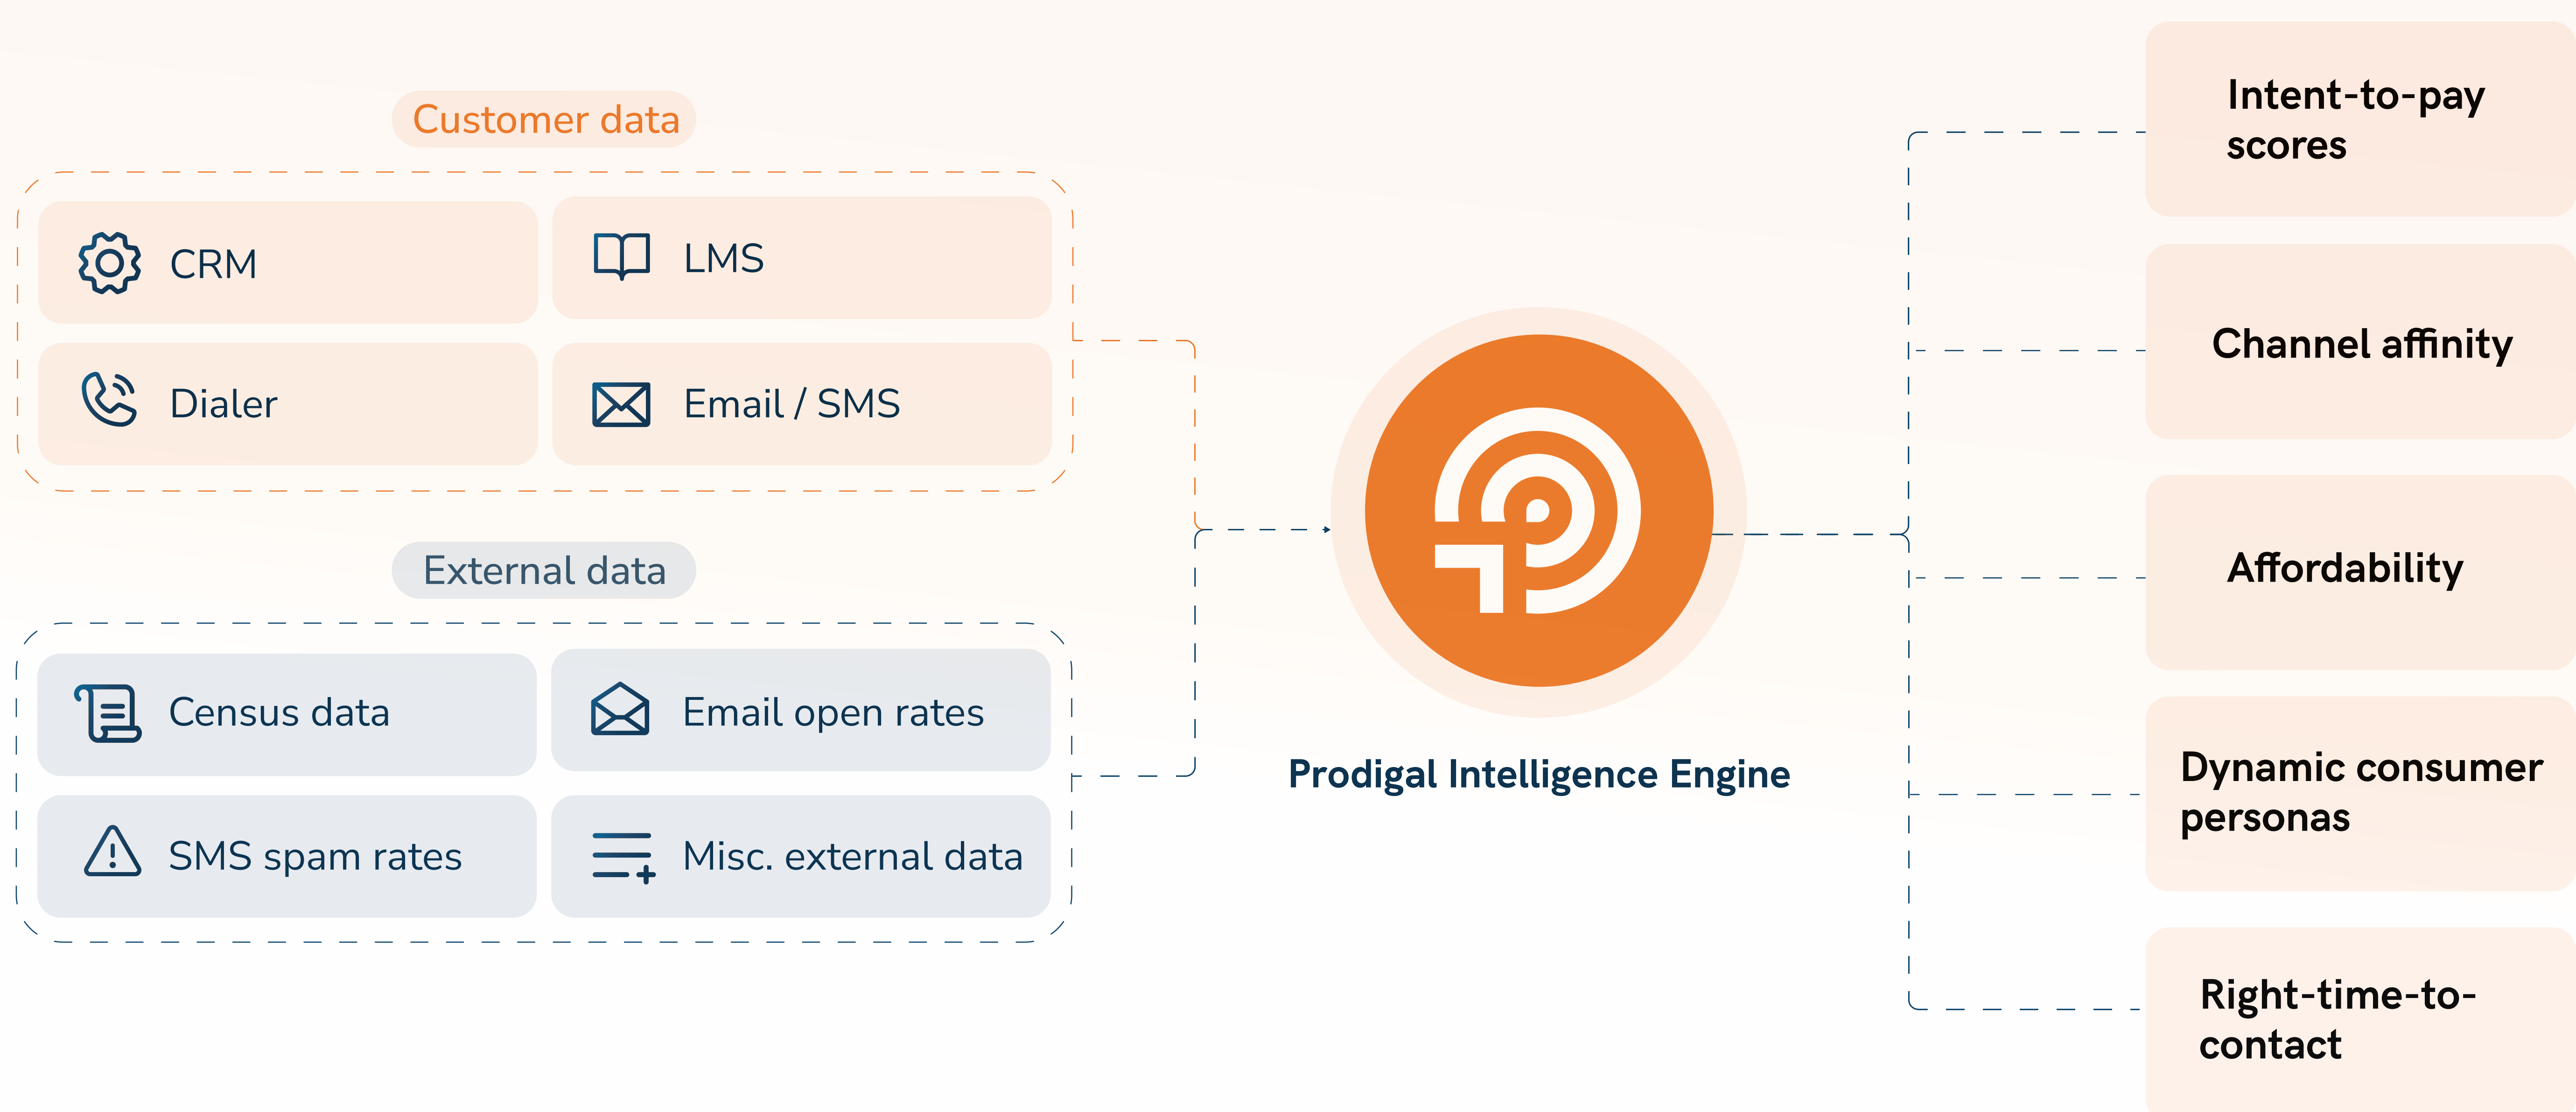 Customer data
CRM
LMS
Dialer
Email / SMS
External data
Census data
Email open rates
SMS spam rates
Misc. external data
Prodigal Intelligence Engine
Intent-to-pay
scores
Channel affinity
Affordability
Dynamic consumer
personas
Right-time-to-
contact